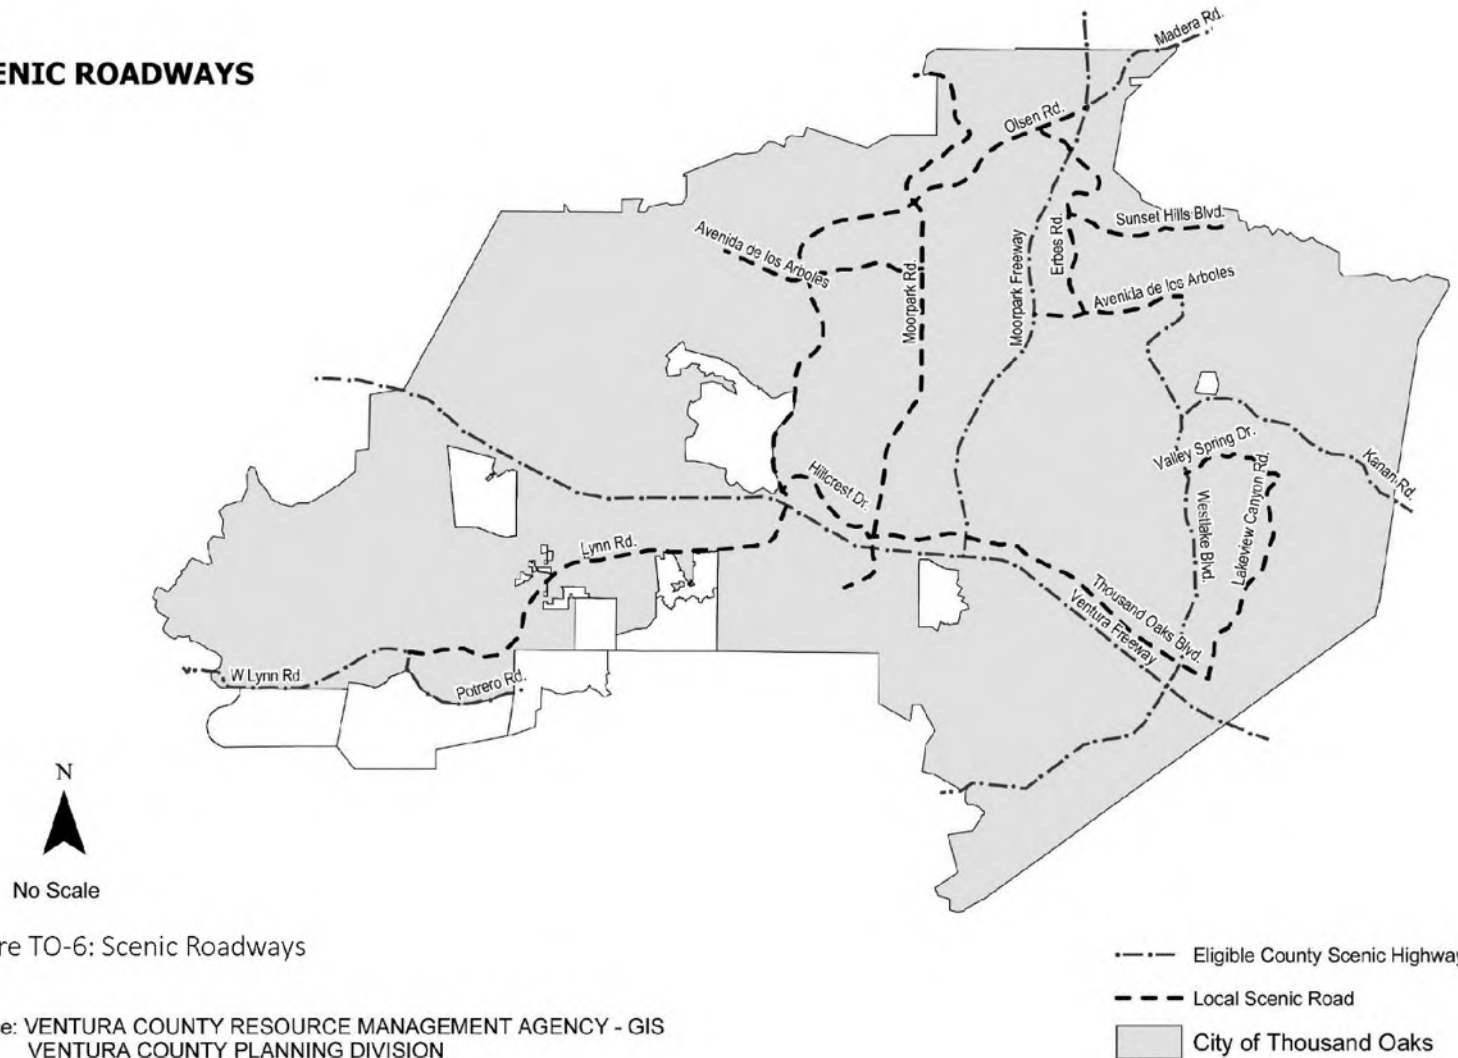 ENIC ROADWAYS
Madera Rd.
Olsen Rd.
Sunset Hills Blvd.
Avenida de los Arboles
Moorpark Rd.
Moorpark Freeway
Erbes Rd.
Avenida de los Arboles
Valley Spring Dr.
Kanan Rd.
Hillcrest Dr.
Westlake Blvd.
Lakeview Canyon Rd.
Lynn Rd.
Thousand Oaks Blvd.
Ventura Freeway
W Lynn Rd.
Potrero Rd.
N
No Scale
re TO-6: Scenic Roadways
Eligible County Scenic Highway
Local Scenic Road
City of Thousand Oaks
e: VENTURA COUNTY RESOURCE MANAGEMENT AGENCY - GIS
VENTURA COUNTY PLANNING DIVISION